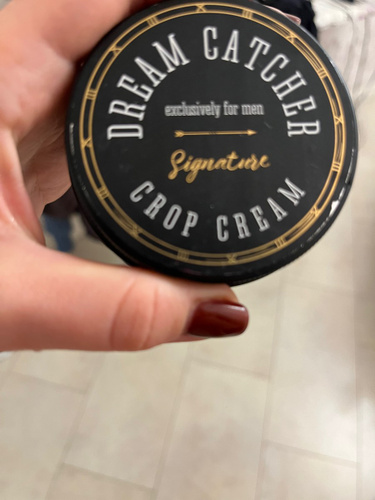 DREAM CATCHER
exclusively for men
Signature
CROP CREAM